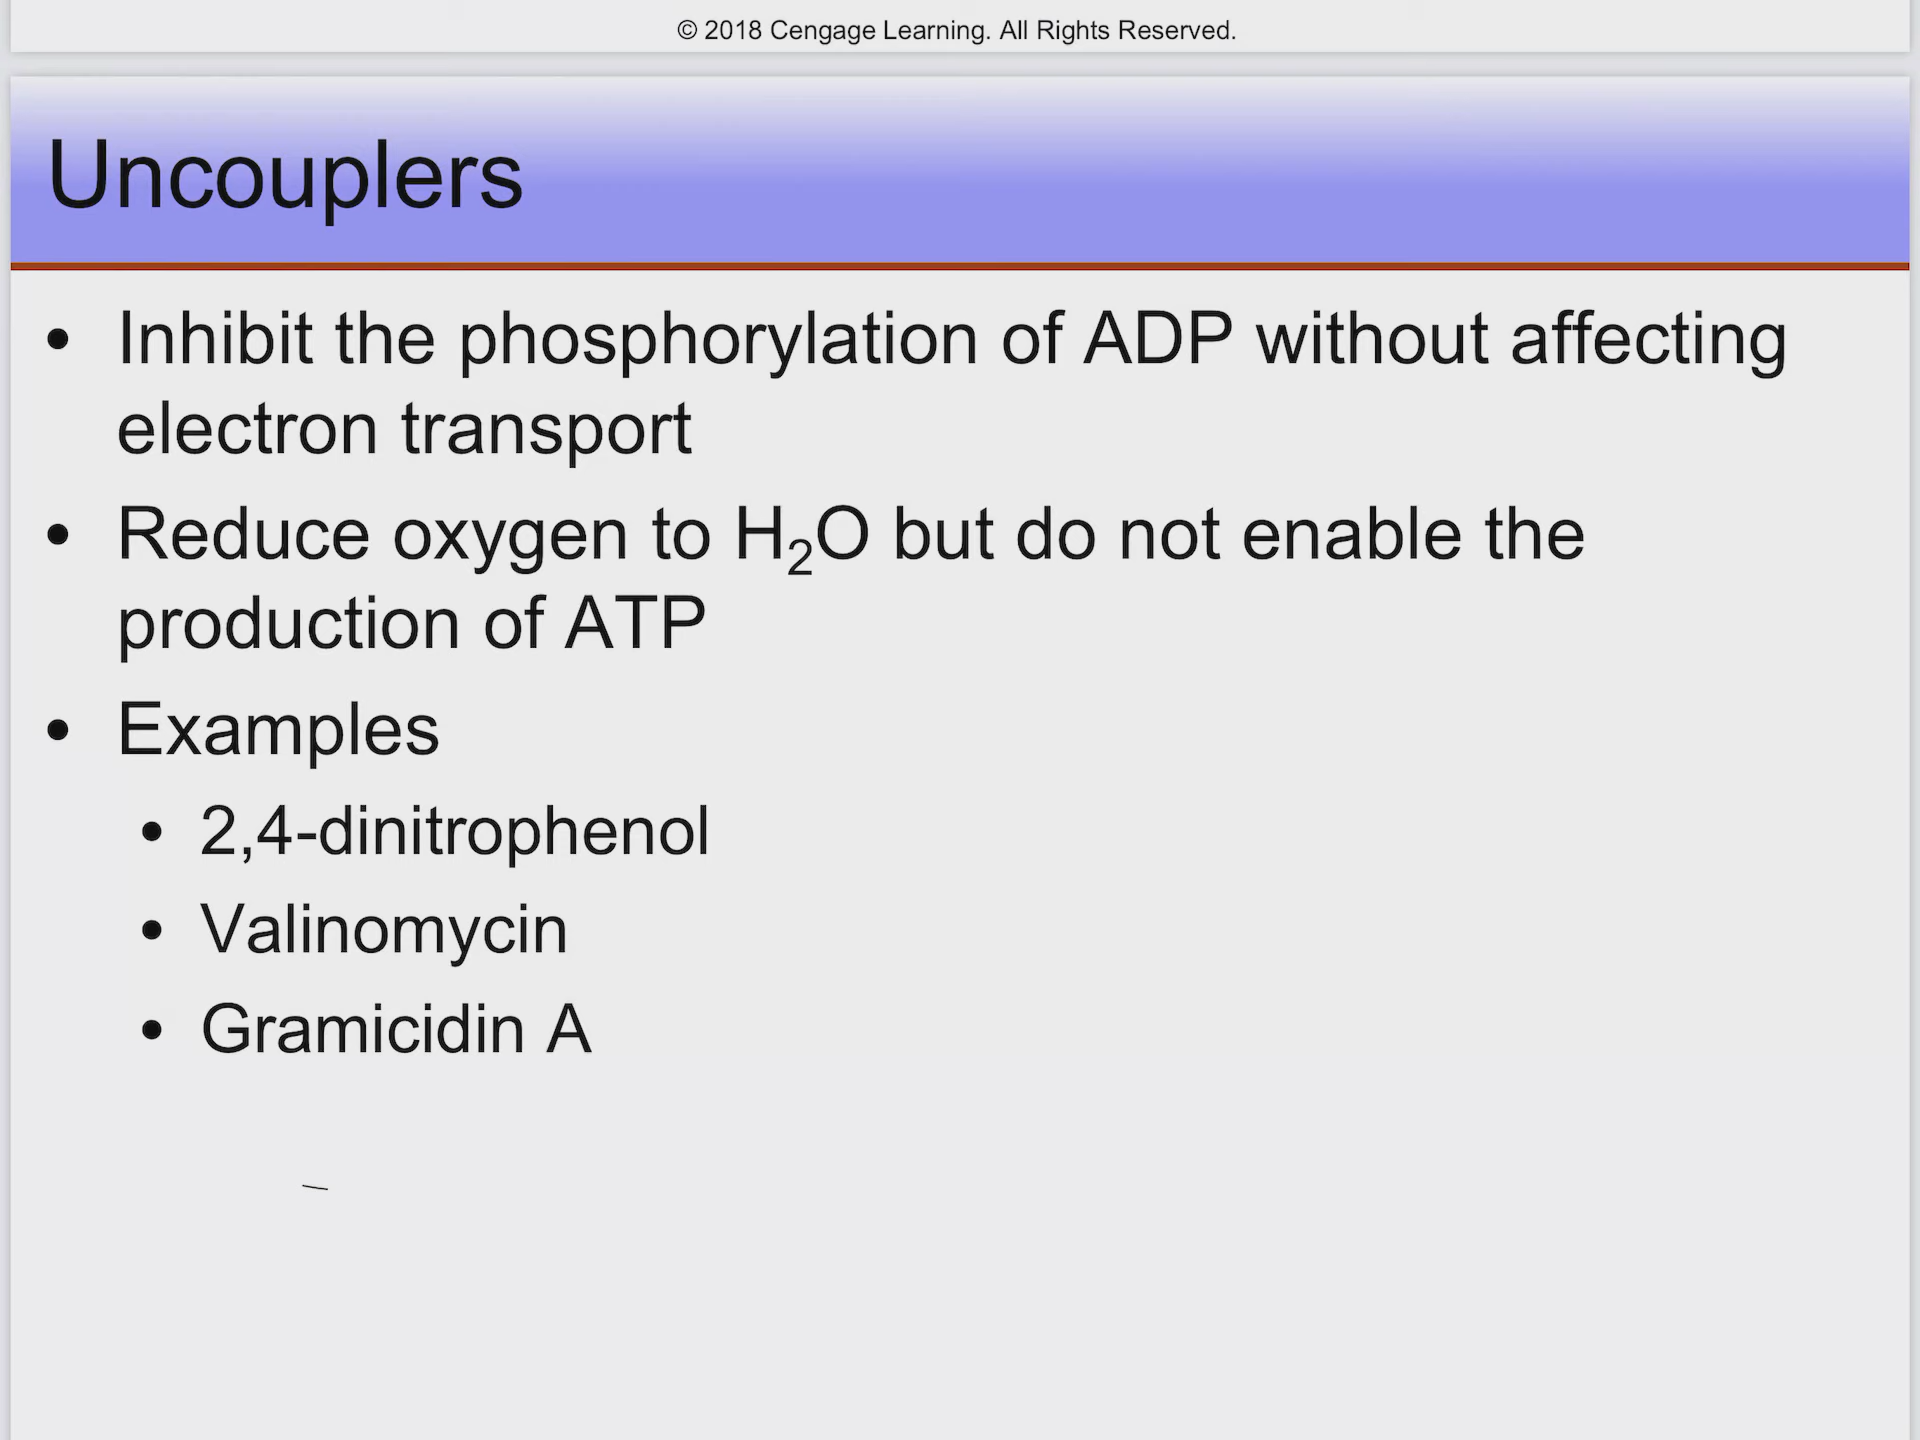 © 2018 Cengage Learning. All Rights Reserved.
Uncouplers
• Inhibit the phosphorylation of ADP without affecting
electron transport
• Reduce oxygen to H₂O but do not enable the
production of ATP
• Examples
• 2,4-dinitrophenol
• Valinomycin
• Gramicidin A